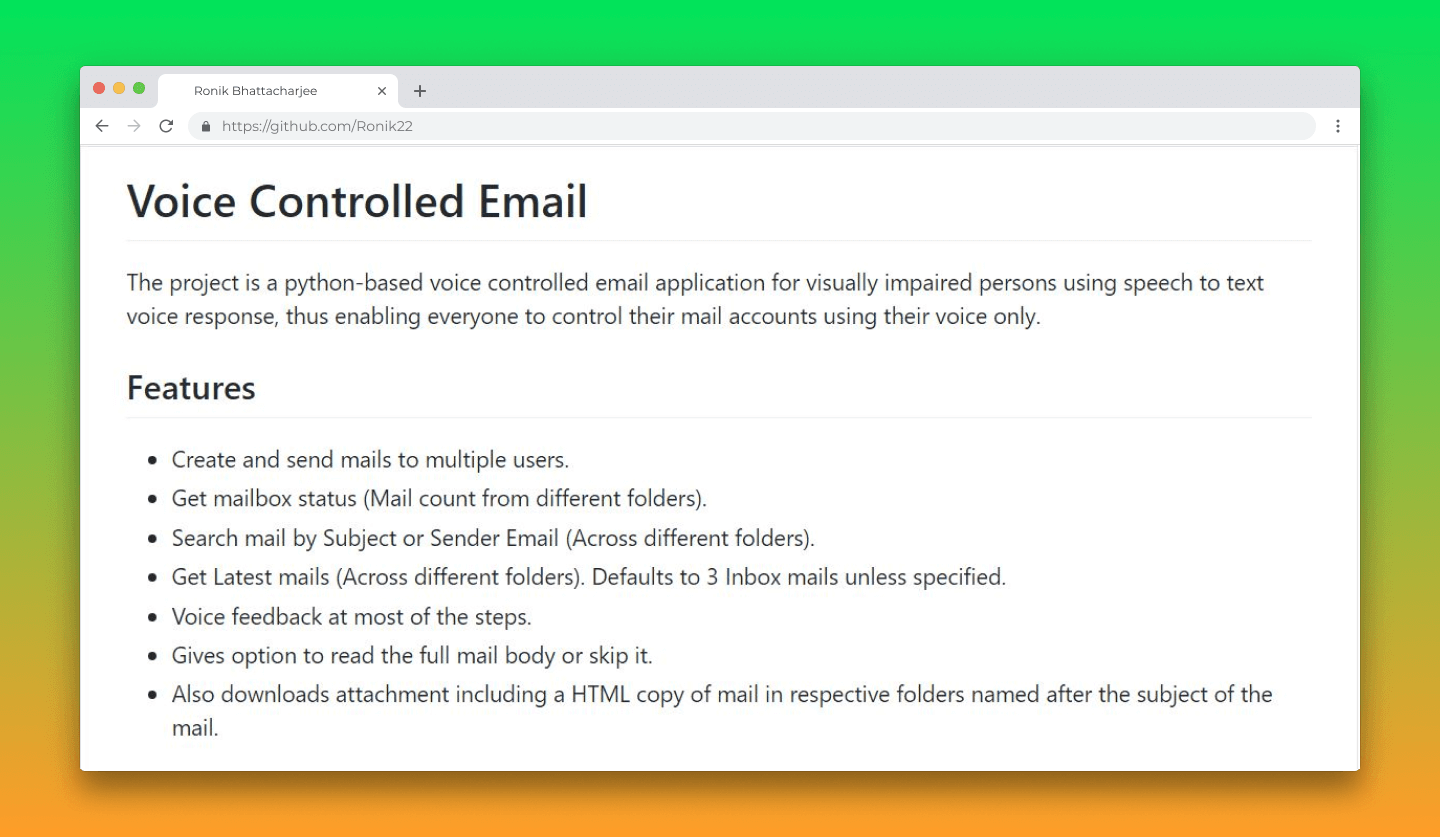 Ronik Bhattacharjee
https://github.com/Ronik22
Voice Controlled Email
The project is a python-based voice controlled email application for visually impaired persons using speech to text
voice response, thus enabling everyone to control their mail accounts using their voice only.
Features
Create and send mails to multiple users.
Get mailbox status (Mail count from different folders).
Search mail by Subject or Sender Email (Across different folders).
Get Latest mails (Across different folders). Defaults to 3 Inbox mails unless specified.
Voice feedback at most of the steps.
Gives option to read the full mail body or skip it.
Also downloads attachment including a HTML copy of mail in respective folders named after the subject of the
mail.